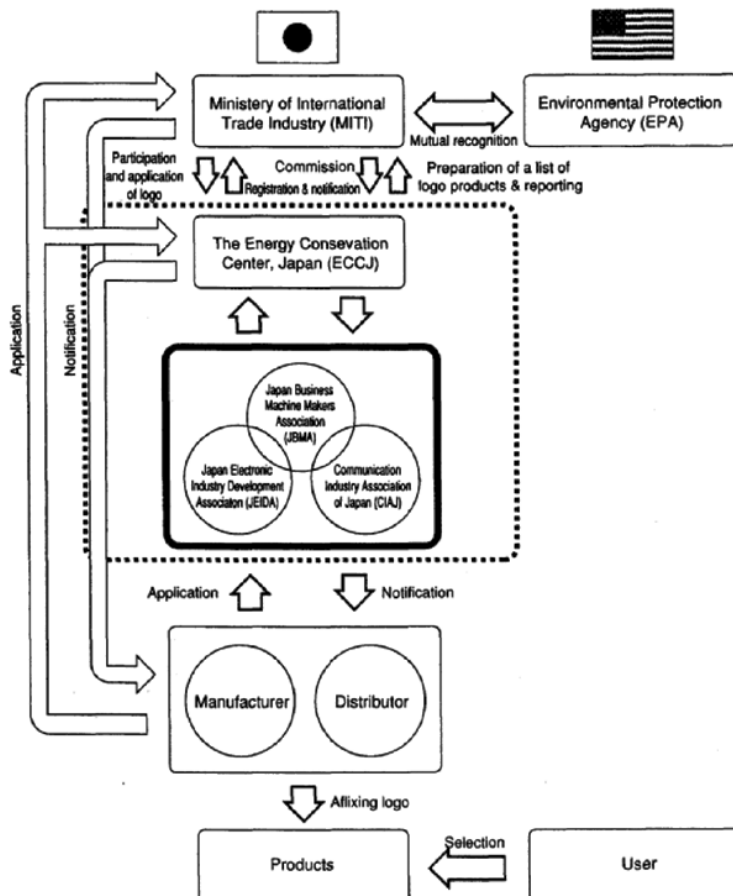 Ministery of International
Trade Industry (MITI)
Environmental Protection
Agency (EPA)
Mutual recognition
Participation
and application
of logo
Commission
Registration & notification
Preparation of a list of
logo products & reporting
The Energy Consevation
Center, Japan (ECCJ)
Application
Notification
Japan Business
Machine Makers
Association
(JBMA)
Japan Electronic
Industry Development
Associaton (JEIDA)
Communication
Industry Association
of Japan (CIAJ)
Application
Notification
Manufacturer
Distributor
Aflixing logo
Products
Selection
User